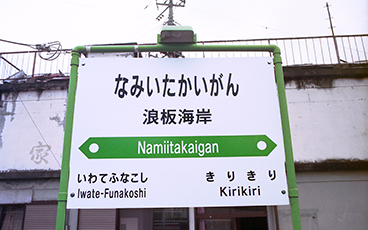 なみいたかいがん
浪板海岸
Namiitakaigan
いわてふなこし きりきり
Iwate-Funakoshi Kirikiri
家